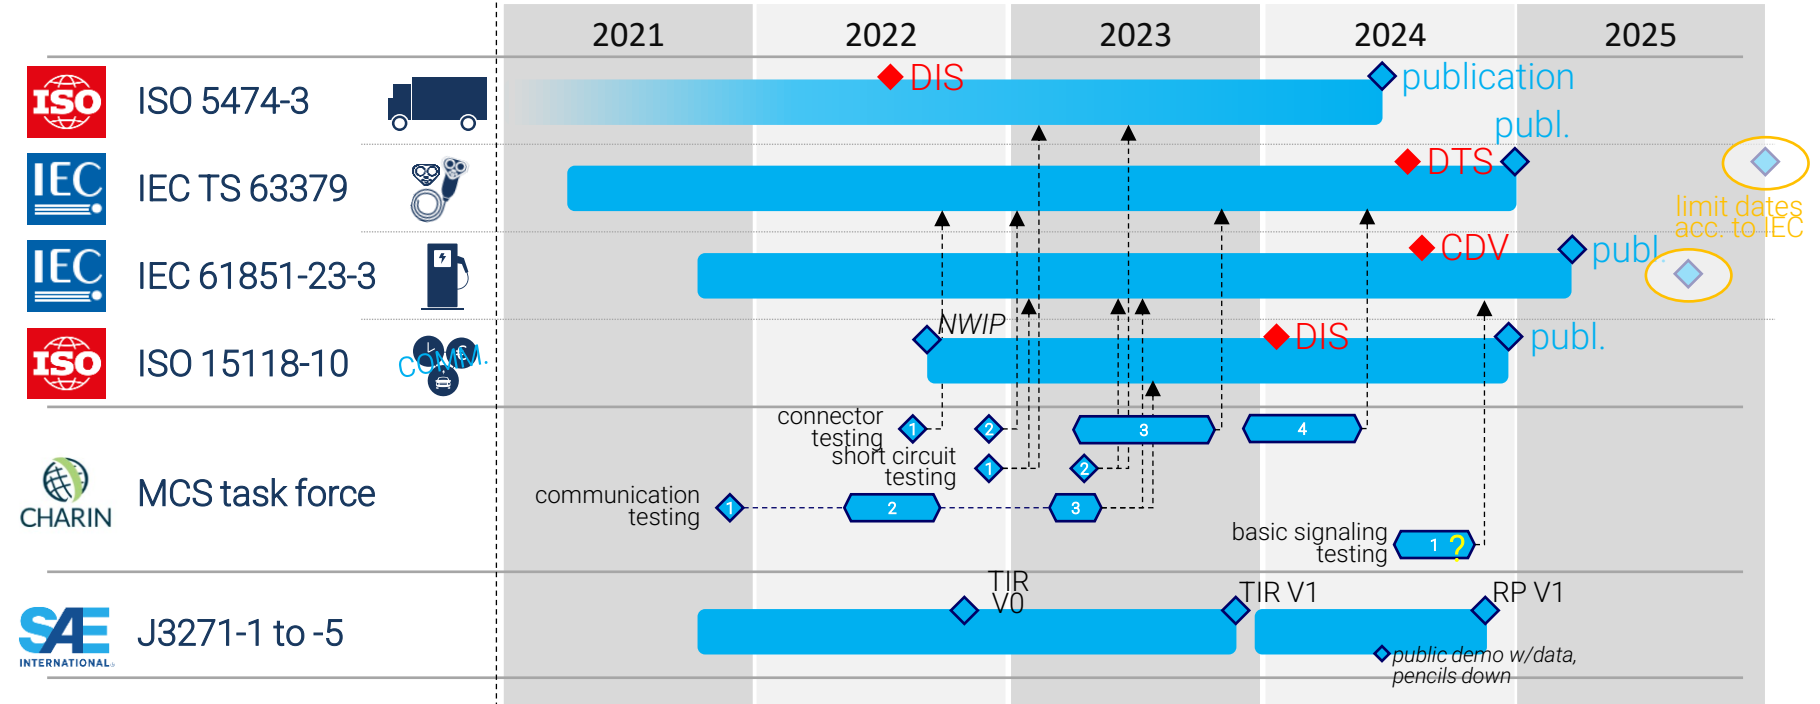 2021 2022 2023 2024 2025
ISO
ISO 5474-3
DIS
publication
IEC
IEC TS 63379
DTS
publ.
limit dates
acc. to IEC
IEC
IEC 61851-23-3
CDV
publ.
ISO
ISO 15118-10
COMM.
NWIP
DIS
publ.
CHARIN
MCS task force
connector
testing
1
2
3
4
short circuit
testing
1
2
communication
testing
1
2
3
basic signaling
testing
1 ?
SAE
INTERNATIONAL
J3271-1 to -5
TIR
V0
TIR V1
RP V1
public demo w/data,
pencils down